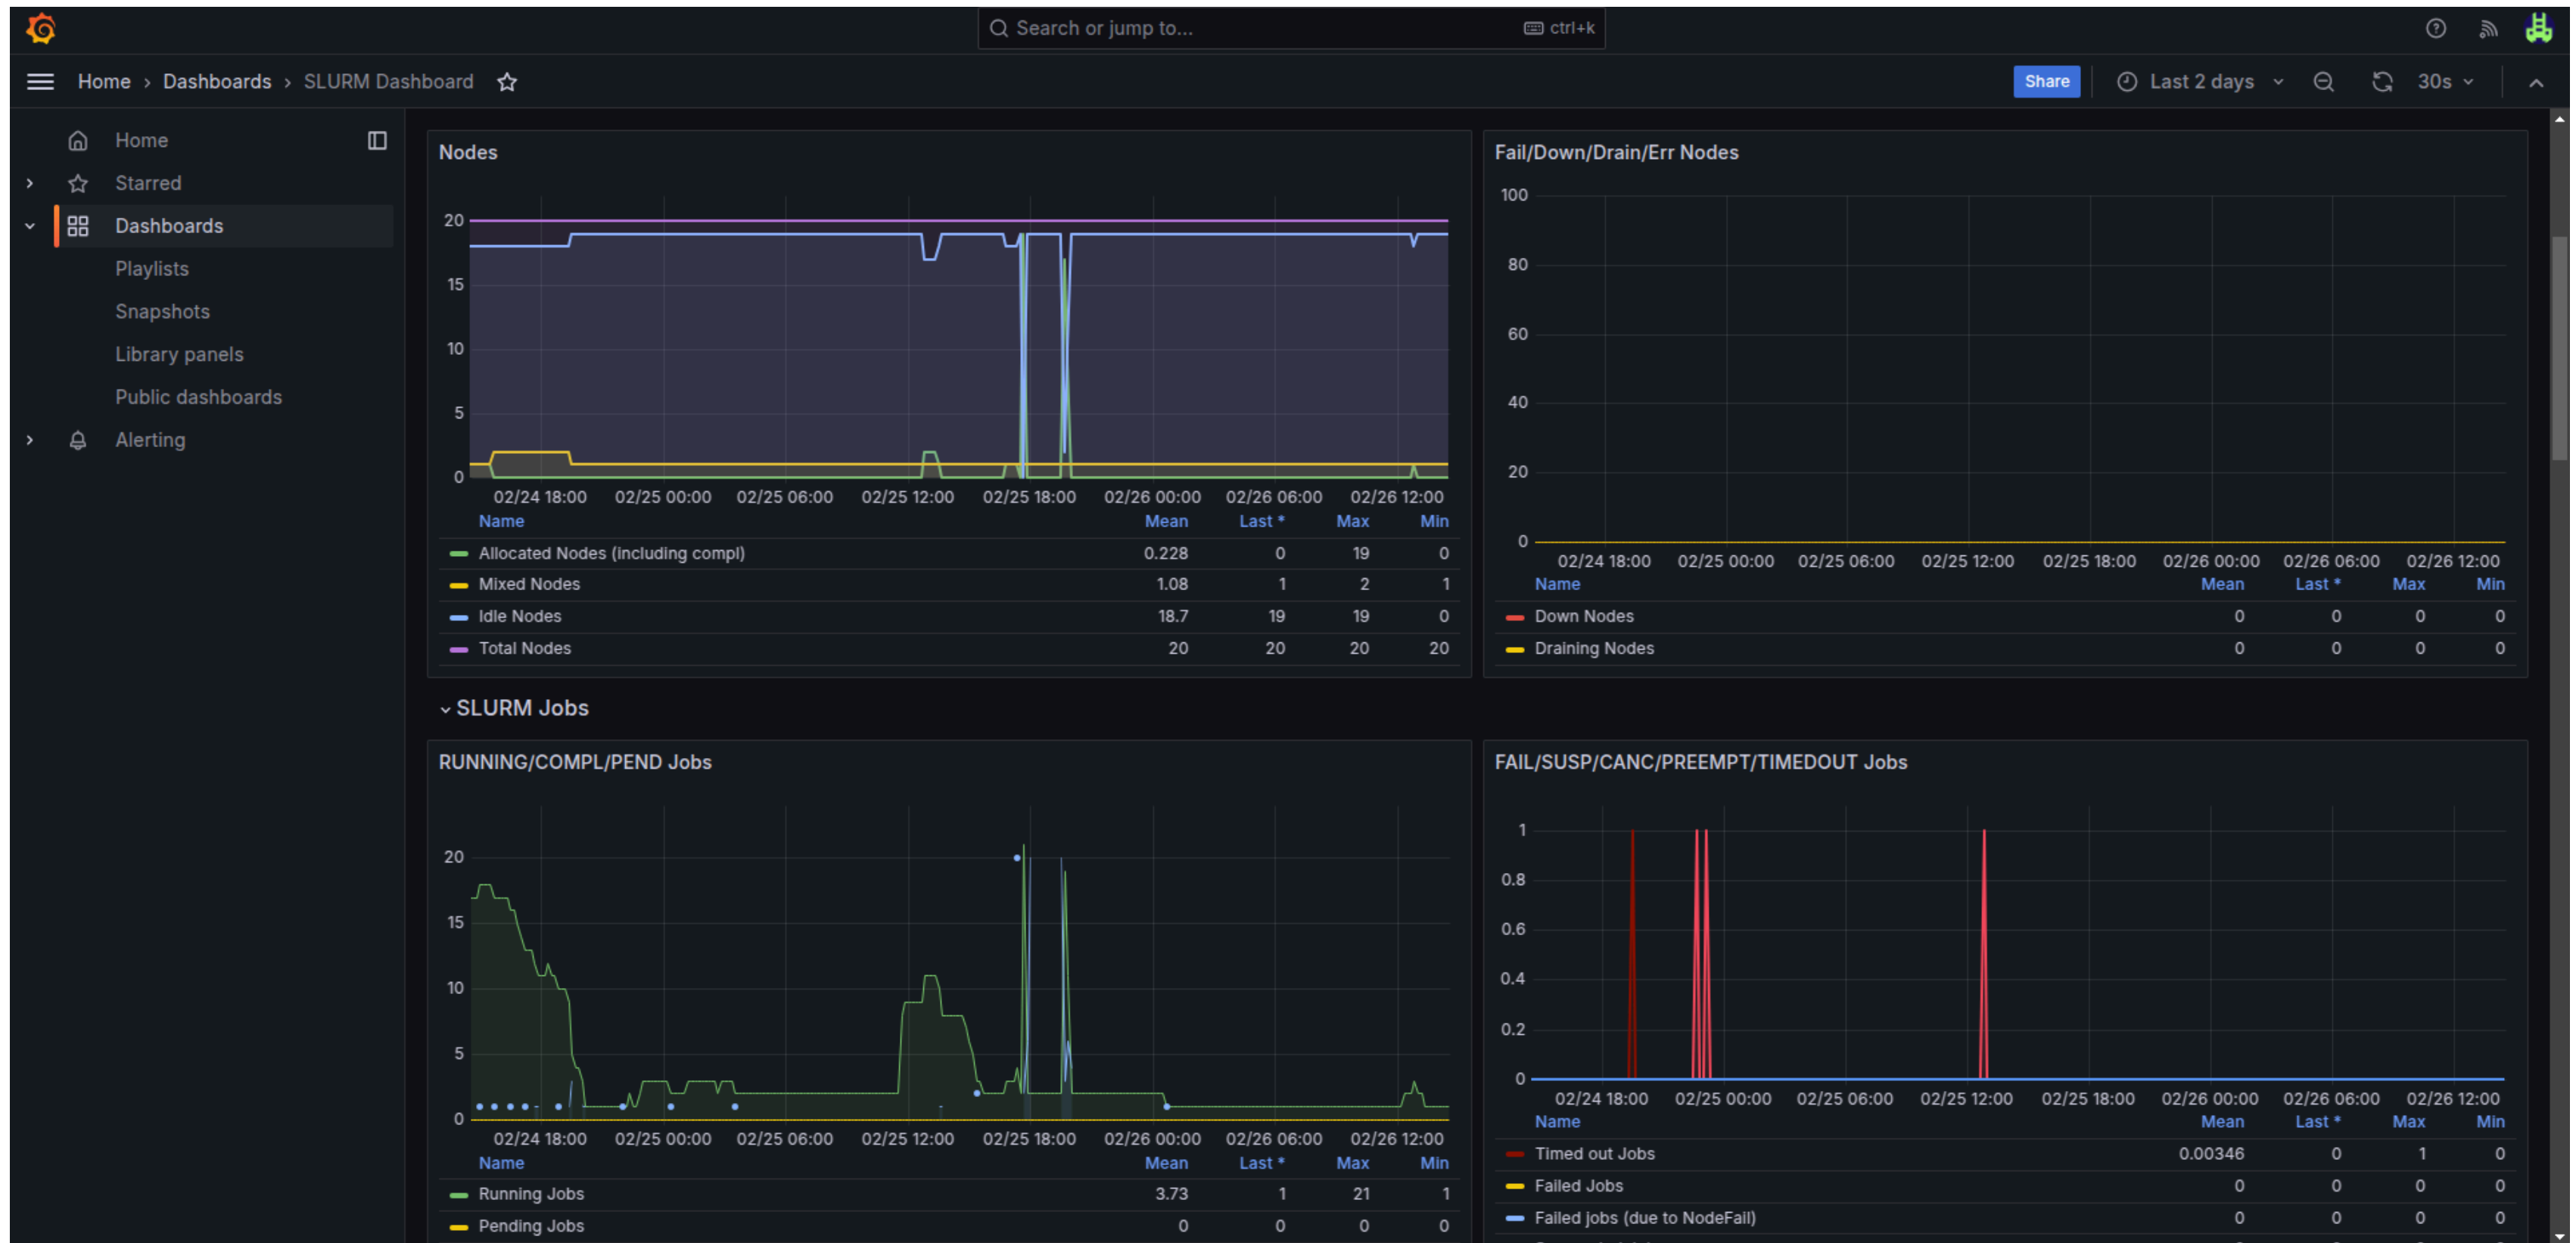 Search or jump to... ctrl+k
Home › Dashboards › SLURM Dashboard Share Last 2 days 30s
Home
Starred
Dashboards
Playlists
Snapshots
Library panels
Public dashboards
Alerting
Nodes
20
15
10
5
0
02/24 18:00 02/25 00:00 02/25 06:00 02/25 12:00 02/25 18:00 02/26 00:00 02/26 06:00 02/26 12:00
Name Mean Last * Max Min
Allocated Nodes (including compl) 0.228 0 19 0
Mixed Nodes 1.08 1 2 1
Idle Nodes 18.7 19 19 0
Total Nodes 20 20 20 20
Fail/Down/Drain/Err Nodes
100
80
60
40
20
0
02/24 18:00 02/25 00:00 02/25 06:00 02/25 12:00 02/25 18:00 02/26 00:00 02/26 06:00 02/26 12:00
Name Mean Last * Max Min
Down Nodes 0 0 0 0
Draining Nodes 0 0 0 0
SLURM Jobs
RUNNING/COMPL/PEND Jobs
20
15
10
5
0
02/24 18:00 02/25 00:00 02/25 06:00 02/25 12:00 02/25 18:00 02/26 00:00 02/26 06:00 02/26 12:00
Name Mean Last * Max Min
Running Jobs 3.73 1 21 1
Pending Jobs 0 0 0 0
FAIL/SUSP/CANC/PREEMPT/TIMEDOUT Jobs
1
0.8
0.6
0.4
0.2
0
02/24 18:00 02/25 00:00 02/25 06:00 02/25 12:00 02/25 18:00 02/26 00:00 02/26 06:00 02/26 12:00
Name Mean Last * Max Min
Timed out Jobs 0.00346 0 1 0
Failed Jobs 0 0 0 0
Failed jobs (due to NodeFail) 0 0 0 0